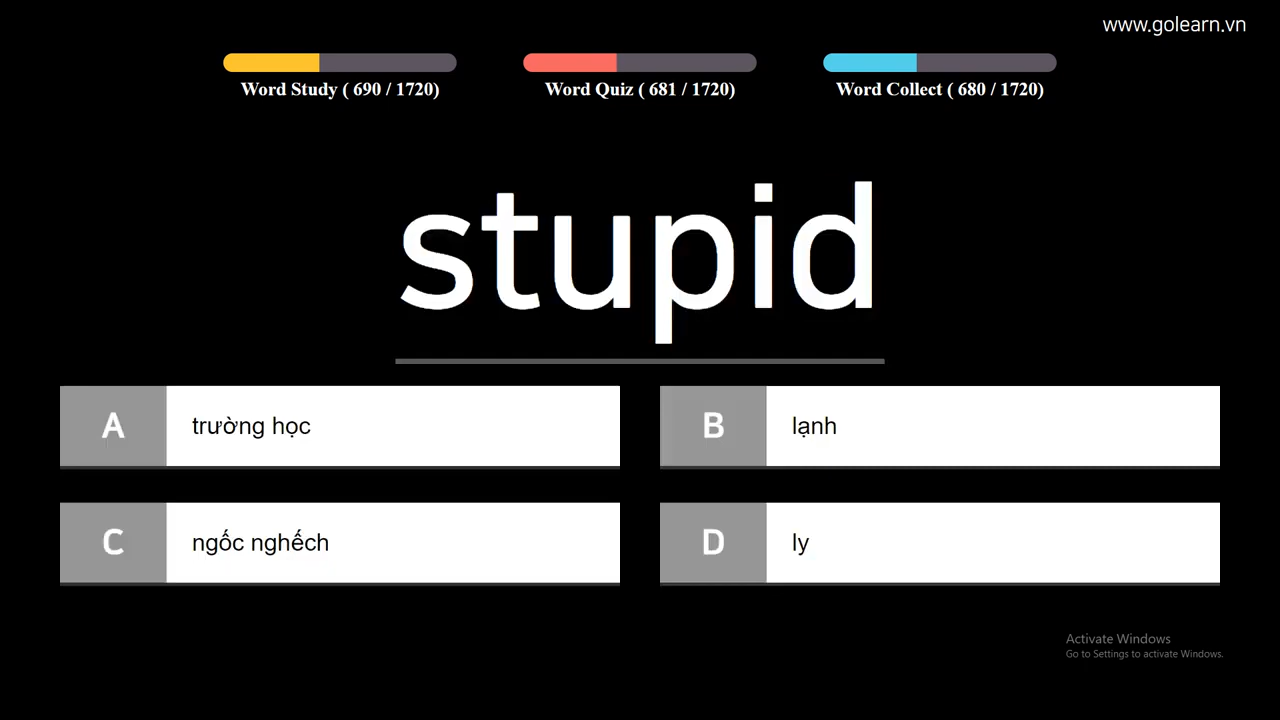 www.golearn.vn
Word Study ( 690 / 1720)
Word Quiz ( 681 / 1720)
Word Collect ( 680 / 1720)
stupid
A
trường học
B
lạnh
C
ngốc nghếch
D
ly
Activate Windows
Go to Settings to activate Windows.